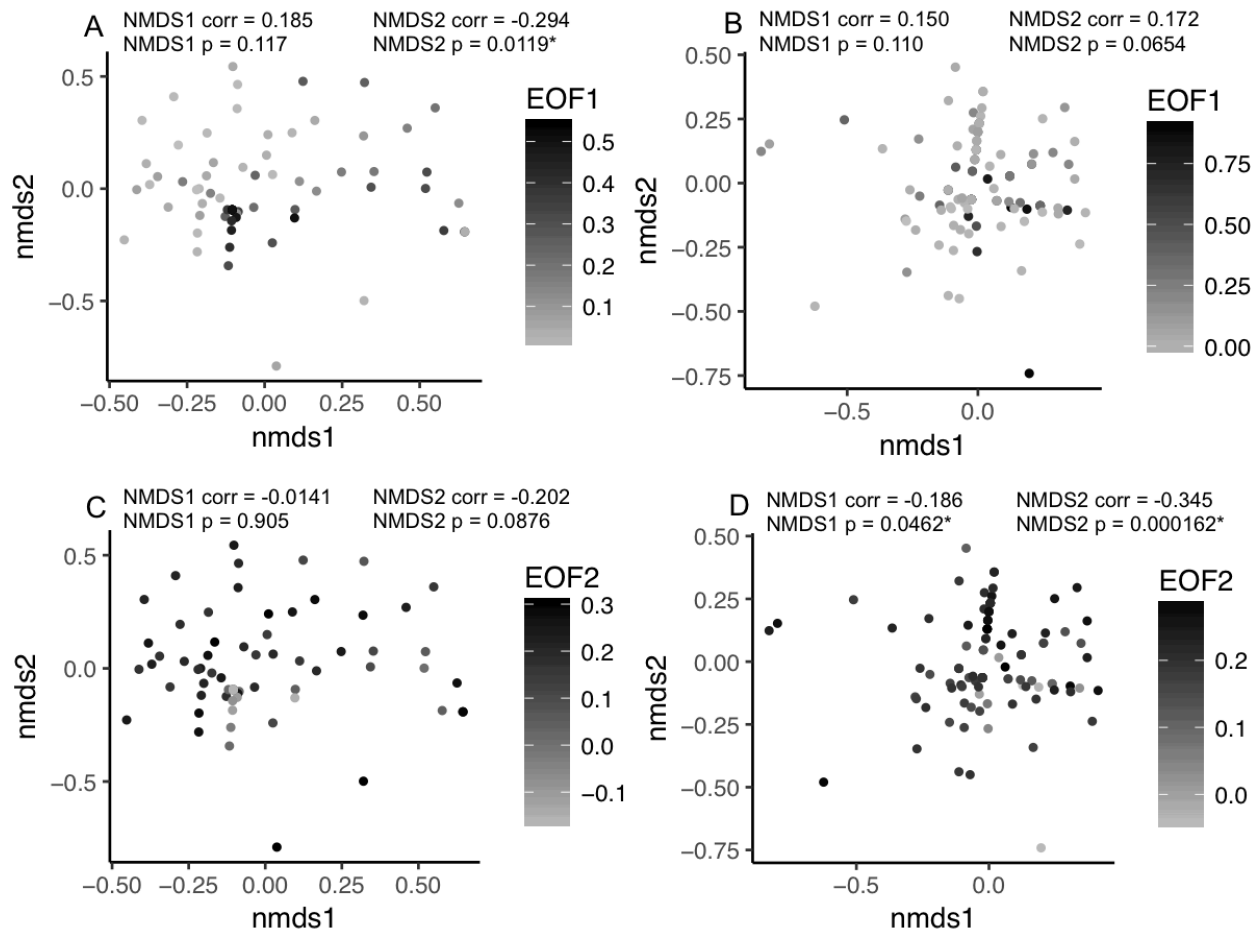 A
NMDS1 corr = 0.185
NMDS1 p = 0.117
NMDS2 corr = -0.294
NMDS2 p = 0.0119*
0.5
0.0
−0.5
nmds2
−0.50
−0.25
0.00
0.25
0.50
nmds1
EOF1
0.5
0.4
0.3
0.2
0.1
B
NMDS1 corr = 0.150
NMDS1 p = 0.110
NMDS2 corr = 0.172
NMDS2 p = 0.0654
0.50
0.25
0.00
−0.25
−0.50
−0.75
nmds2
−0.5
0.0
nmds1
EOF1
0.75
0.50
0.25
0.00
C
NMDS1 corr = -0.0141
NMDS1 p = 0.905
NMDS2 corr = -0.202
NMDS2 p = 0.0876
0.5
0.0
−0.5
nmds2
−0.50
−0.25
0.00
0.25
0.50
nmds1
EOF2
0.3
0.2
0.1
0.0
−0.1
D
NMDS1 corr = -0.186
NMDS1 p = 0.0462*
NMDS2 corr = -0.345
NMDS2 p = 0.000162*
0.50
0.25
0.00
−0.25
−0.50
−0.75
nmds2
−0.5
0.0
nmds1
EOF2
0.2
0.1
0.0